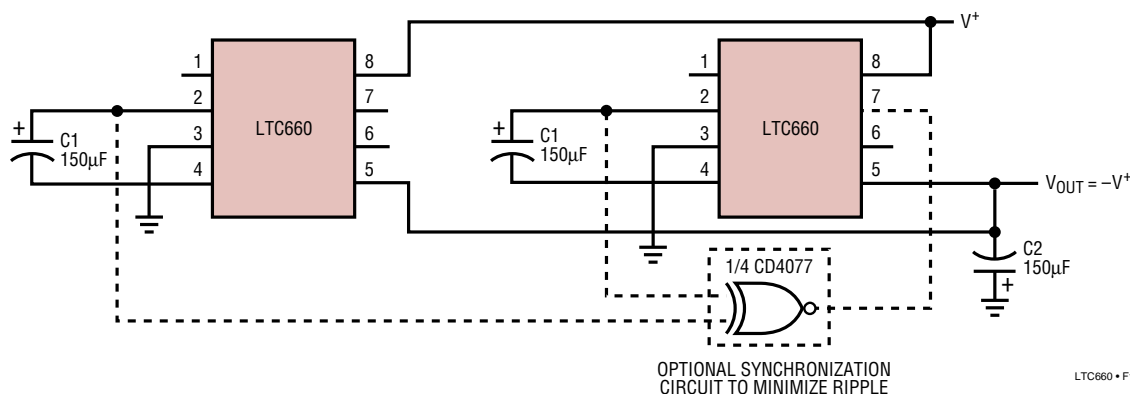 V+
1
2
3
4
LTC660
8
7
6
5
+
C1
150µF
1
2
3
4
LTC660
8
7
6
5
+
C1
150µF
VOUT = –V+
C2
150µF
+
1/4 CD4077
OPTIONAL SYNCHRONIZATION
CIRCUIT TO MINIMIZE RIPPLE
LTC660 • F